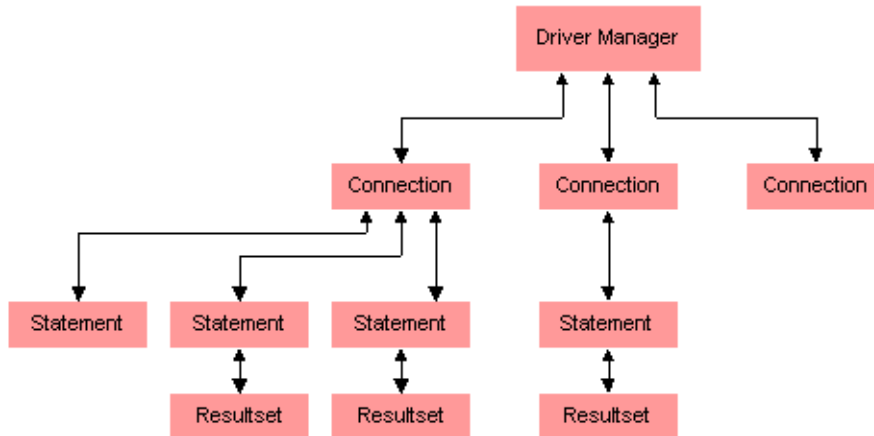 Driver Manager
Connection
Connection
Connection
Statement
Statement
Statement
Statement
Resultset
Resultset
Resultset